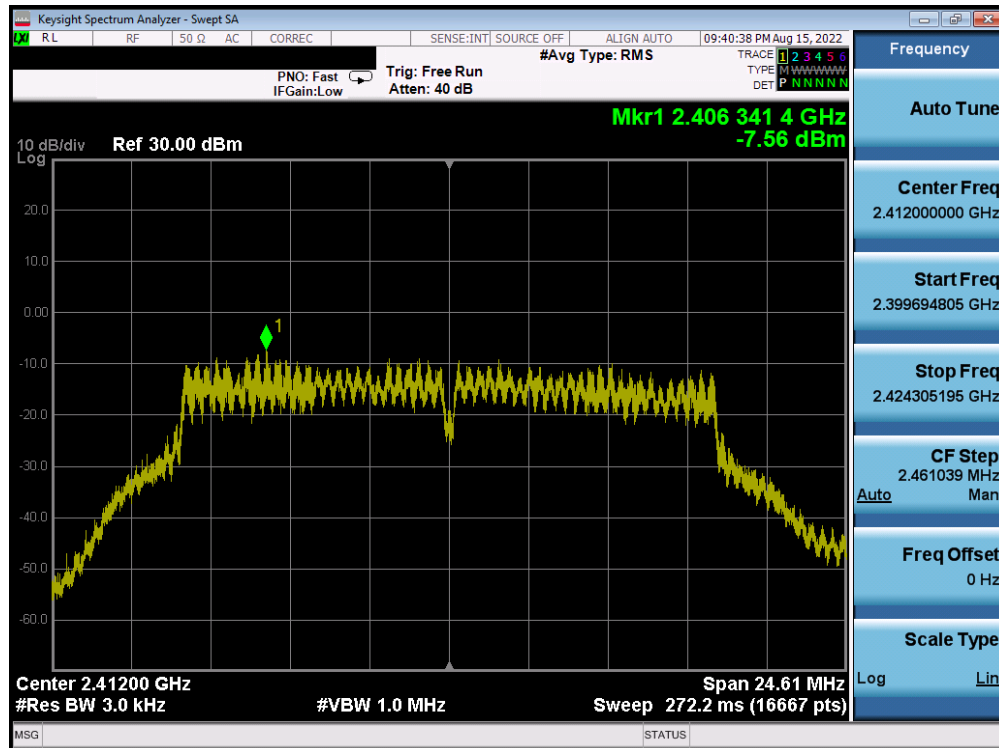 Keysight Spectrum Analyzer - Swept SA
LXI RL RF 50 Ω AC CORREC SENSE:INT SOURCE OFF ALIGN AUTO 09:40:38 PM Aug 15, 2022
#Avg Type: RMS
TRACE 1 2 3 4 5 6
PNO: Fast Trig: Free Run
TYPE M WWWWW
IFGain:Low Atten: 40 dB
DET P N N N N N
Mkr1 2.406 341 4 GHz
-7.56 dBm
10 dB/div Ref 30.00 dBm
Log
20.0
10.0
0.00
1
-10.0
-20.0
-30.0
-40.0
-50.0
-60.0
Center 2.41200 GHz Span 24.61 MHz
#Res BW 3.0 kHz #VBW 1.0 MHz Sweep 272.2 ms (16667 pts)
MSG STATUS
Frequency
Auto Tune
Center Freq
2.412000000 GHz
Start Freq
2.399694805 GHz
Stop Freq
2.424305195 GHz
CF Step
2.461039 MHz
Auto Man
Freq Offset
0 Hz
Scale Type
Log Lin